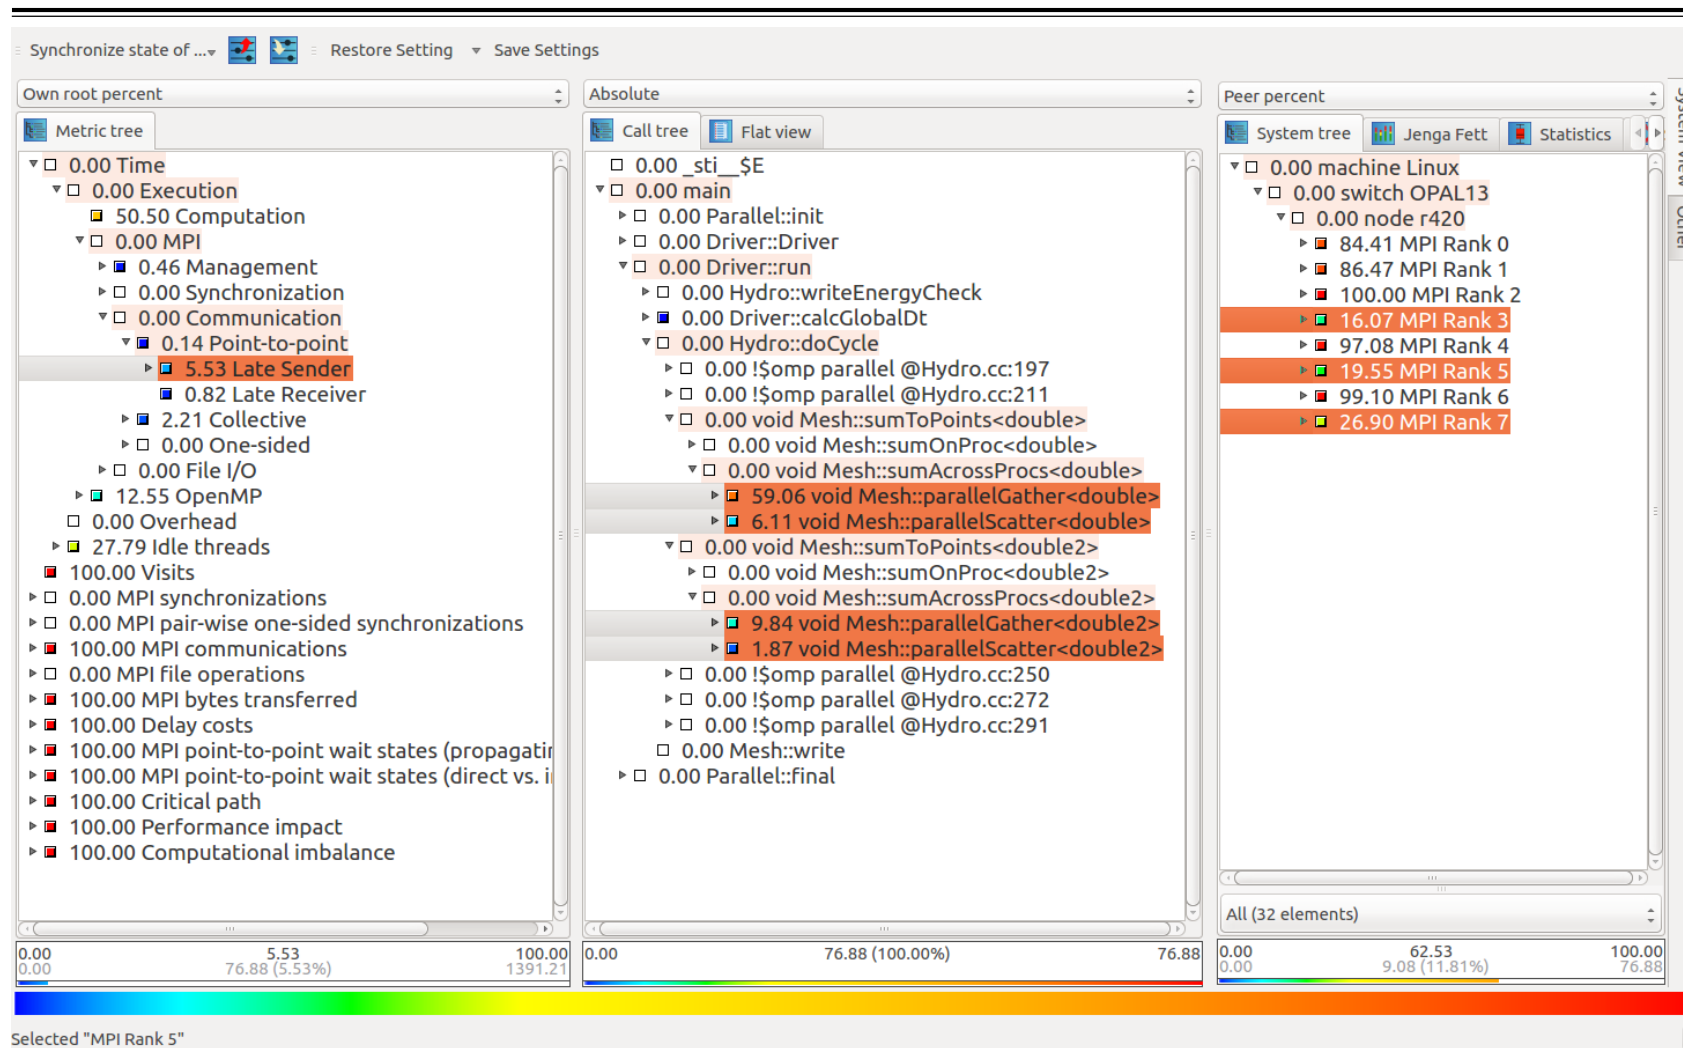 Synchronize state of ... Restore Setting Save Settings
Own root percent
Metric tree
0.00 Time
0.00 Execution
50.50 Computation
0.00 MPI
0.46 Management
0.00 Synchronization
0.00 Communication
0.14 Point-to-point
5.53 Late Sender
0.82 Late Receiver
2.21 Collective
0.00 One-sided
0.00 File I/O
12.55 OpenMP
0.00 Overhead
27.79 Idle threads
100.00 Visits
0.00 MPI synchronizations
0.00 MPI pair-wise one-sided synchronizations
100.00 MPI communications
0.00 MPI file operations
100.00 MPI bytes transferred
100.00 Delay costs
100.00 MPI point-to-point wait states (propagatin
100.00 MPI point-to-point wait states (direct vs. i
100.00 Critical path
100.00 Performance impact
100.00 Computational imbalance
0.00 5.53 100.00
0.00 76.88 (5.53%) 1391.21
Absolute
Call tree Flat view
0.00 _sti__$E
0.00 main
0.00 Parallel::init
0.00 Driver::Driver
0.00 Driver::run
0.00 Hydro::writeEnergyCheck
0.00 Driver::calcGlobalDt
0.00 Hydro::doCycle
0.00 !$omp parallel @Hydro.cc:197
0.00 !$omp parallel @Hydro.cc:211
0.00 void Mesh::sumToPoints<double>
0.00 void Mesh::sumOnProc<double>
0.00 void Mesh::sumAcrossProcs<double>
59.06 void Mesh::parallelGather<double>
6.11 void Mesh::parallelScatter<double>
0.00 void Mesh::sumToPoints<double2>
0.00 void Mesh::sumOnProc<double2>
0.00 void Mesh::sumAcrossProcs<double2>
9.84 void Mesh::parallelGather<double2>
1.87 void Mesh::parallelScatter<double2>
0.00 !$omp parallel @Hydro.cc:250
0.00 !$omp parallel @Hydro.cc:272
0.00 !$omp parallel @Hydro.cc:291
0.00 Mesh::write
0.00 Parallel::final
0.00 76.88 (100.00%) 76.88
Peer percent
System tree Jenga Fett Statistics
0.00 machine Linux
0.00 switch OPAL13
0.00 node r420
84.41 MPI Rank 0
86.47 MPI Rank 1
100.00 MPI Rank 2
16.07 MPI Rank 3
97.08 MPI Rank 4
19.55 MPI Rank 5
99.10 MPI Rank 6
26.90 MPI Rank 7
All (32 elements)
0.00 62.53 100.00
0.00 9.08 (11.81%) 76.88
System view
Other
Selected "MPI Rank 5"